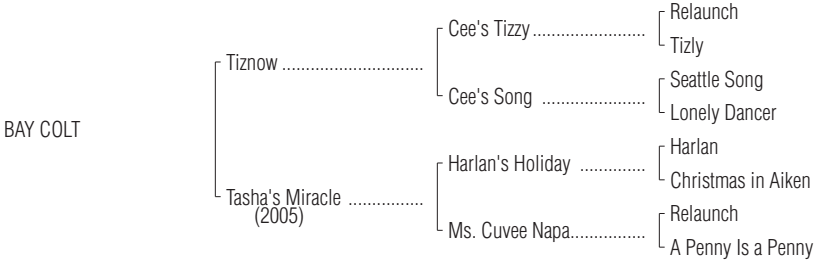 Relaunch
Cee's Tizzy ........................
Tizly
Tiznow ..............................
Seattle Song
Cee's Song ......................
Lonely Dancer
BAY COLT
Harlan
Harlan's Holiday ..............
Christmas in Aiken
Tasha's Miracle ................
(2005)
Relaunch
Ms. Cuvee Napa................
A Penny Is a Penny